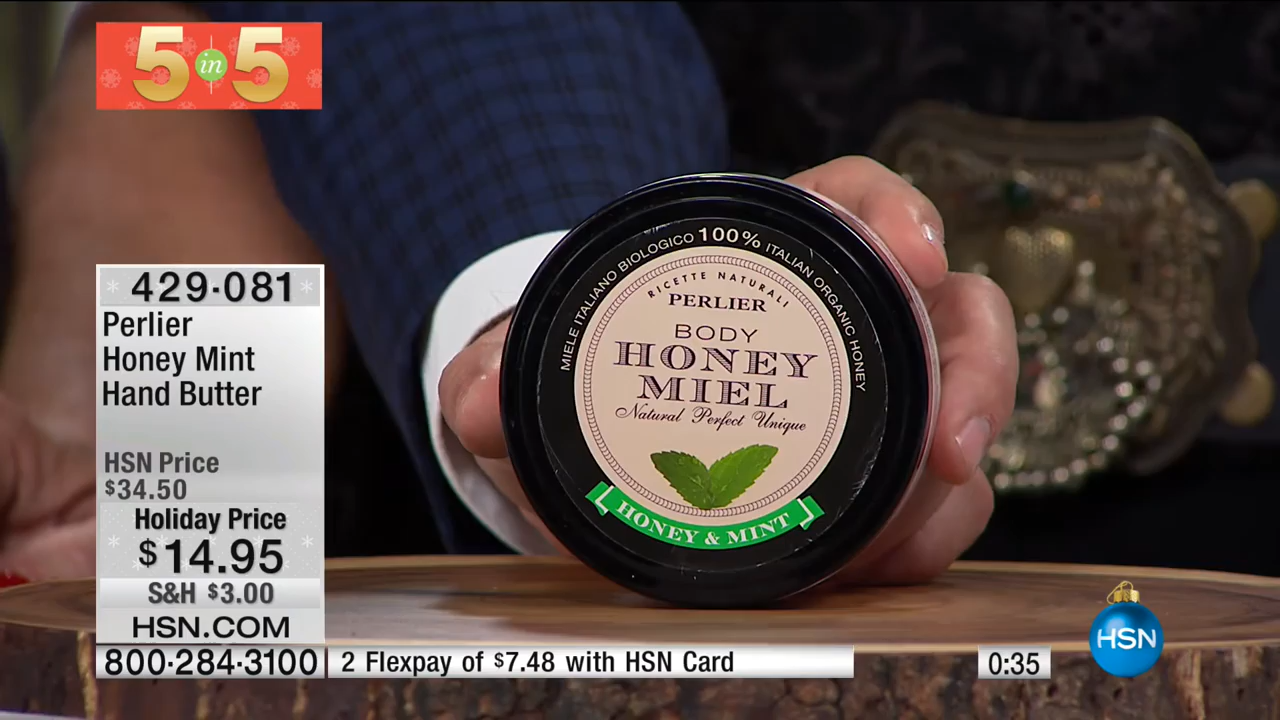 5 in 5
429-081
Perlier
Honey Mint
Hand Butter
HSN Price
$34.50
Holiday Price
$14.95
S&H $3.00
HSN.COM
800-284-3100
2 Flexpay of $7.48 with HSN Card
0:35
HSN
MIELE ITALIANO BIOLOGICO 100% ITALIAN ORGANIC HONEY
RICETTE NATURALI
PERLIER
BODY
HONEY
MIEL
Natural Perfect Unique
HONEY & MINT